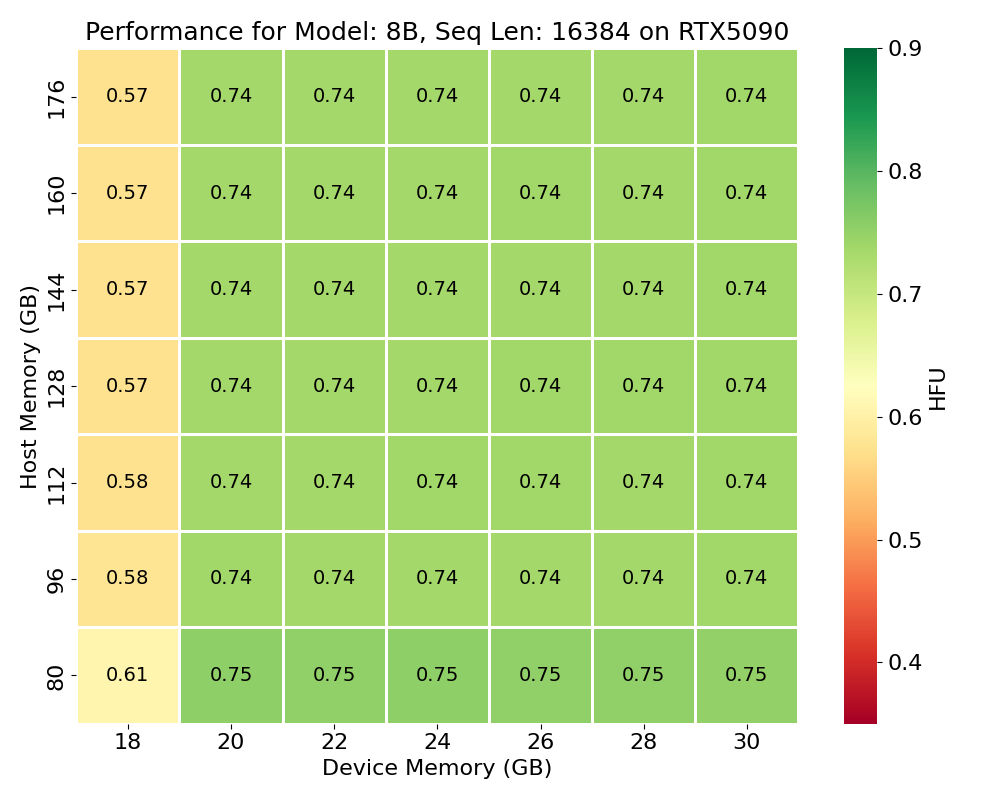 Performance for Model: 8B, Seq Len: 16384 on RTX5090
176 0.57 0.74 0.74 0.74 0.74 0.74 0.74
160 0.57 0.74 0.74 0.74 0.74 0.74 0.74
144 0.57 0.74 0.74 0.74 0.74 0.74 0.74
128 0.57 0.74 0.74 0.74 0.74 0.74 0.74
112 0.58 0.74 0.74 0.74 0.74 0.74 0.74
96 0.58 0.74 0.74 0.74 0.74 0.74 0.74
80 0.61 0.75 0.75 0.75 0.75 0.75 0.75
18 20 22 24 26 28 30
Device Memory (GB)
Host Memory (GB)
0.9
0.8
0.7
0.6
0.5
0.4
HFU